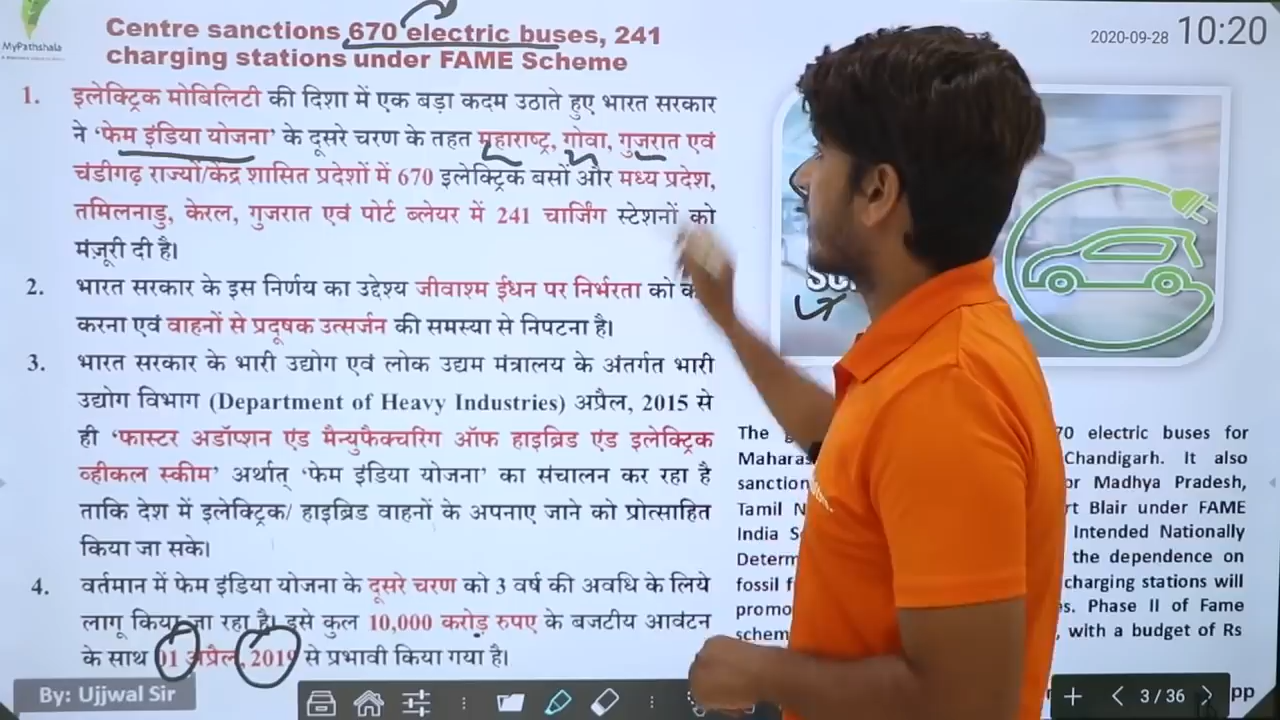 MyPathshala
Centre sanctions 670 electric buses, 241
charging stations under FAME Scheme
2020-09-28 10:20
1. इलेक्ट्रिक मोबिलिटी की दिशा में एक बड़ा कदम उठाते हुए भारत सरकार
ने ‘फेम इंडिया योजना’ के दूसरे चरण के तहत महाराष्ट्र, गोवा, गुजरात एवं
चंडीगढ़ राज्यों/केंद्र शासित प्रदेशों में 670 इलेक्ट्रिक बसों और मध्य प्रदेश,
तमिलनाडु, केरल, गुजरात एवं पोर्ट ब्लेयर में 241 चार्जिंग स्टेशनों को
मंज़ूरी दी है।
2. भारत सरकार के इस निर्णय का उद्देश्य जीवाश्म ईंधन पर निर्भरता को
करना एवं वाहनों से प्रदूषक उत्सर्जन की समस्या से निपटना है।
3. भारत सरकार के भारी उद्योग एवं लोक उद्यम मंत्रालय के अंतर्गत भारी
उद्योग विभाग (Department of Heavy Industries) अप्रैल, 2015 से
ही ‘फास्टर अडॉप्शन एंड मैन्युफैक्चरिंग ऑफ हाइब्रिड एंड इलेक्ट्रिक
व्हीकल स्कीम’ अर्थात् ‘फेम इंडिया योजना’ का संचालन कर रहा है
ताकि देश में इलेक्ट्रिक/ हाइब्रिड वाहनों के अपनाए जाने को प्रोत्साहित
किया जा सके।
4. वर्तमान में फेम इंडिया योजना के दूसरे चरण को 3 वर्ष की अवधि के लिये
लागू किया जा रहा है। इसे कुल 10,000 करोड़ रुपए के बजटीय आवंटन
के साथ 01 अप्रैल, 2019 से प्रभावी किया गया है।
The 70 electric buses for
Chandigarh. It also
sanction or Madhya Pradesh,
Tamil rt Blair under FAME
India Intended Nationally
the dependence on
fossil charging stations will
Phase II of Fame
with a budget of Rs
By: Ujjwal Sir
3 / 36